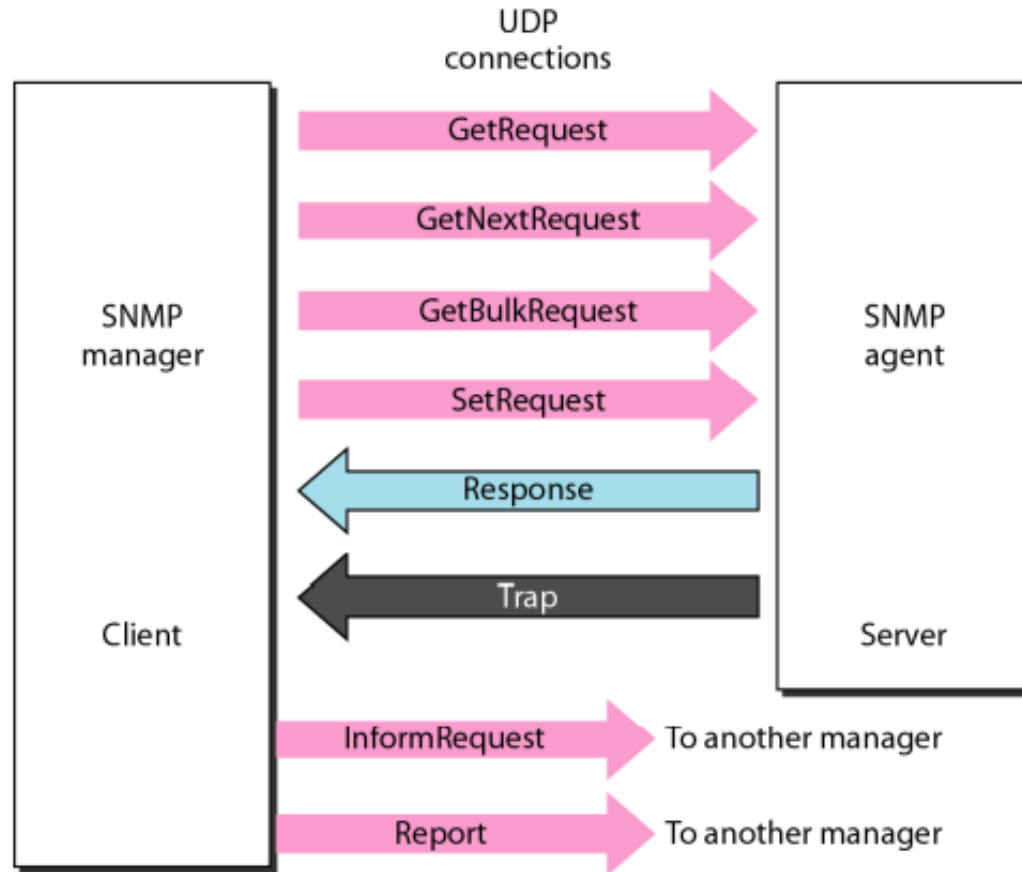 UDP
connections
GetRequest
GetNextRequest
GetBulkRequest
SNMP
manager
SNMP
agent
SetRequest
Response
Trap
Client
Server
InformRequest
To another manager
Report
To another manager